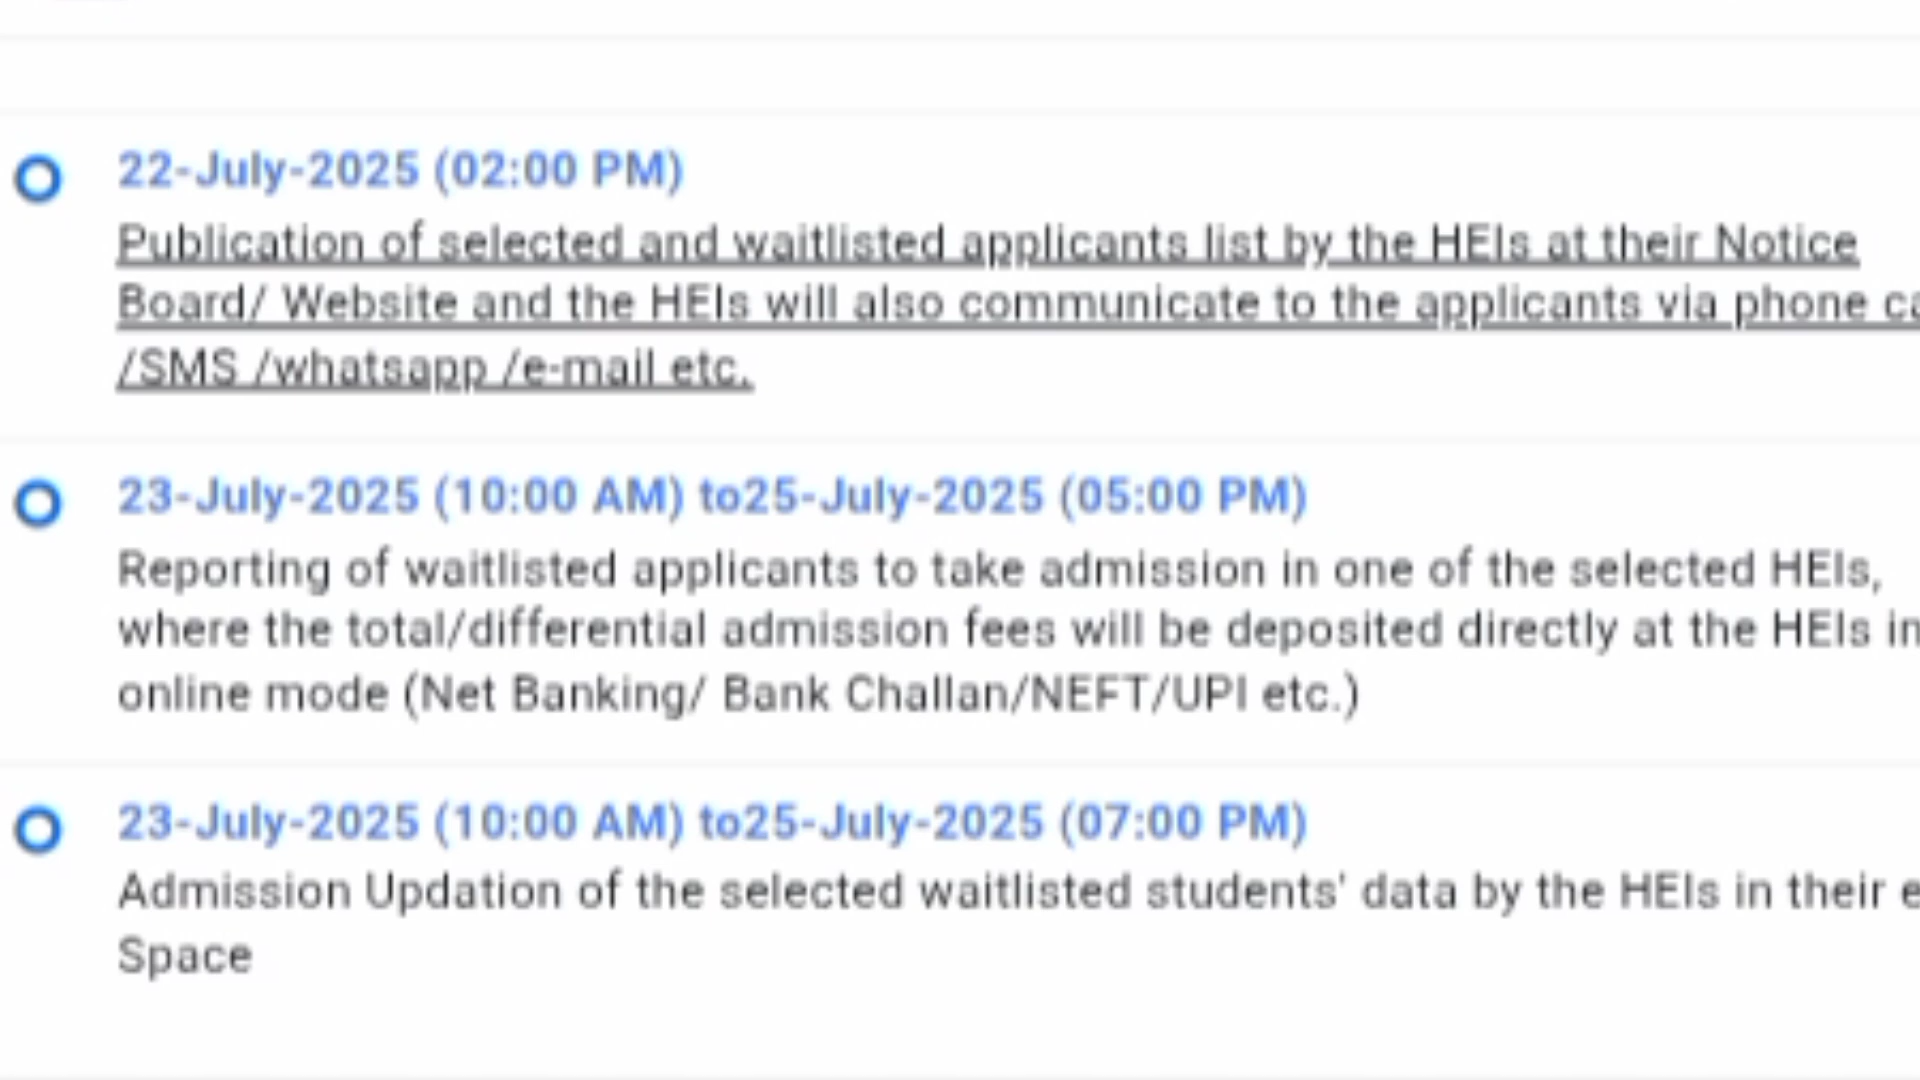 22-July-2025 (02:00 PM)
Publication of selected and waitlisted applicants list by the HEIs at their Notice
Board/ Website and the HEIs will also communicate to the applicants via phone
/SMS /whatsapp /e-mail etc.
23-July-2025 (10:00 AM) to25-July-2025 (05:00 PM)
Reporting of waitlisted applicants to take admission in one of the selected HEIs,
where the total/differential admission fees will be deposited directly at the HEIs in
online mode (Net Banking/ Bank Challan/NEFT/UPI etc.)
23-July-2025 (10:00 AM) to25-July-2025 (07:00 PM)
Admission Updation of the selected waitlisted students' data by the HEIs in their
Space